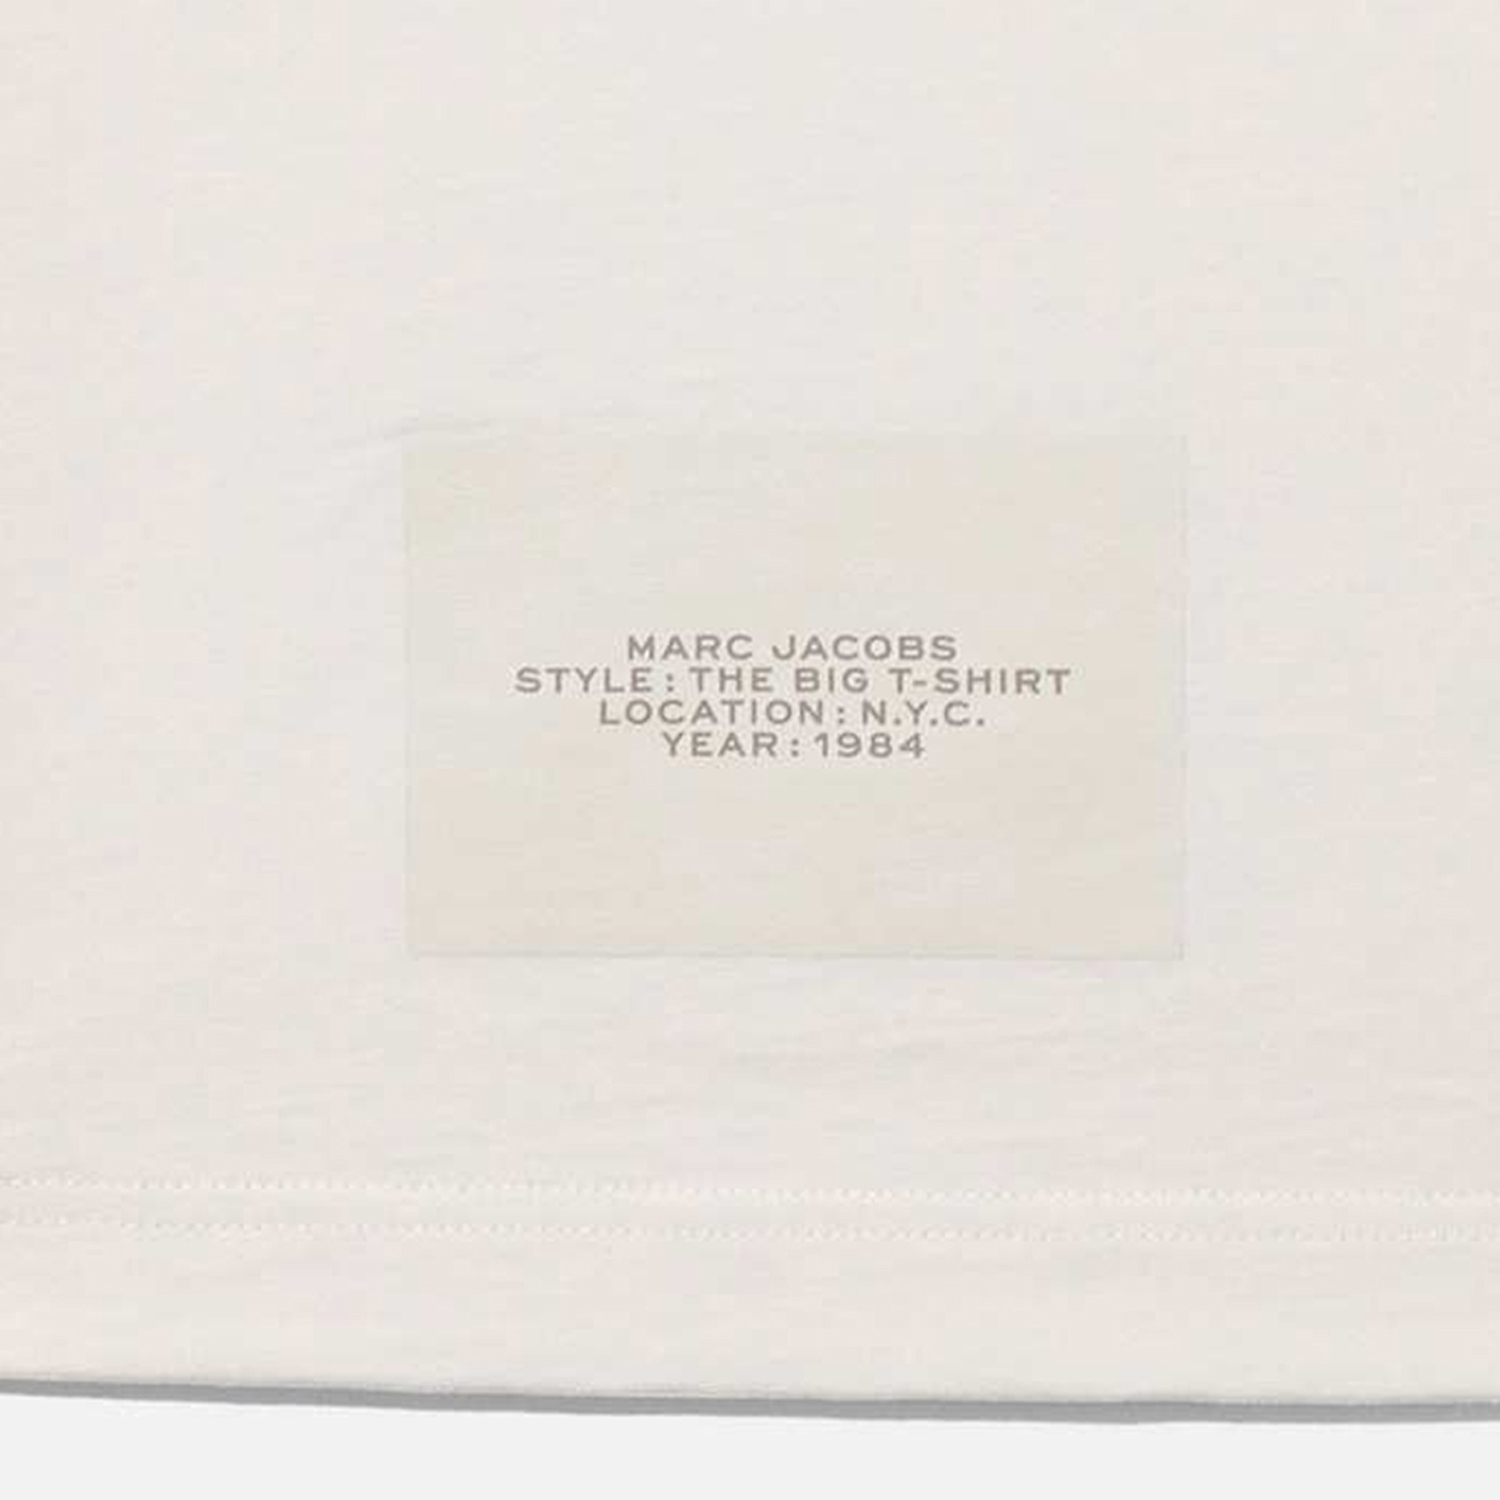 MARC JACOBS
STYLE : THE BIG T-SHIRT
LOCATION : N.Y.C.
YEAR : 1984